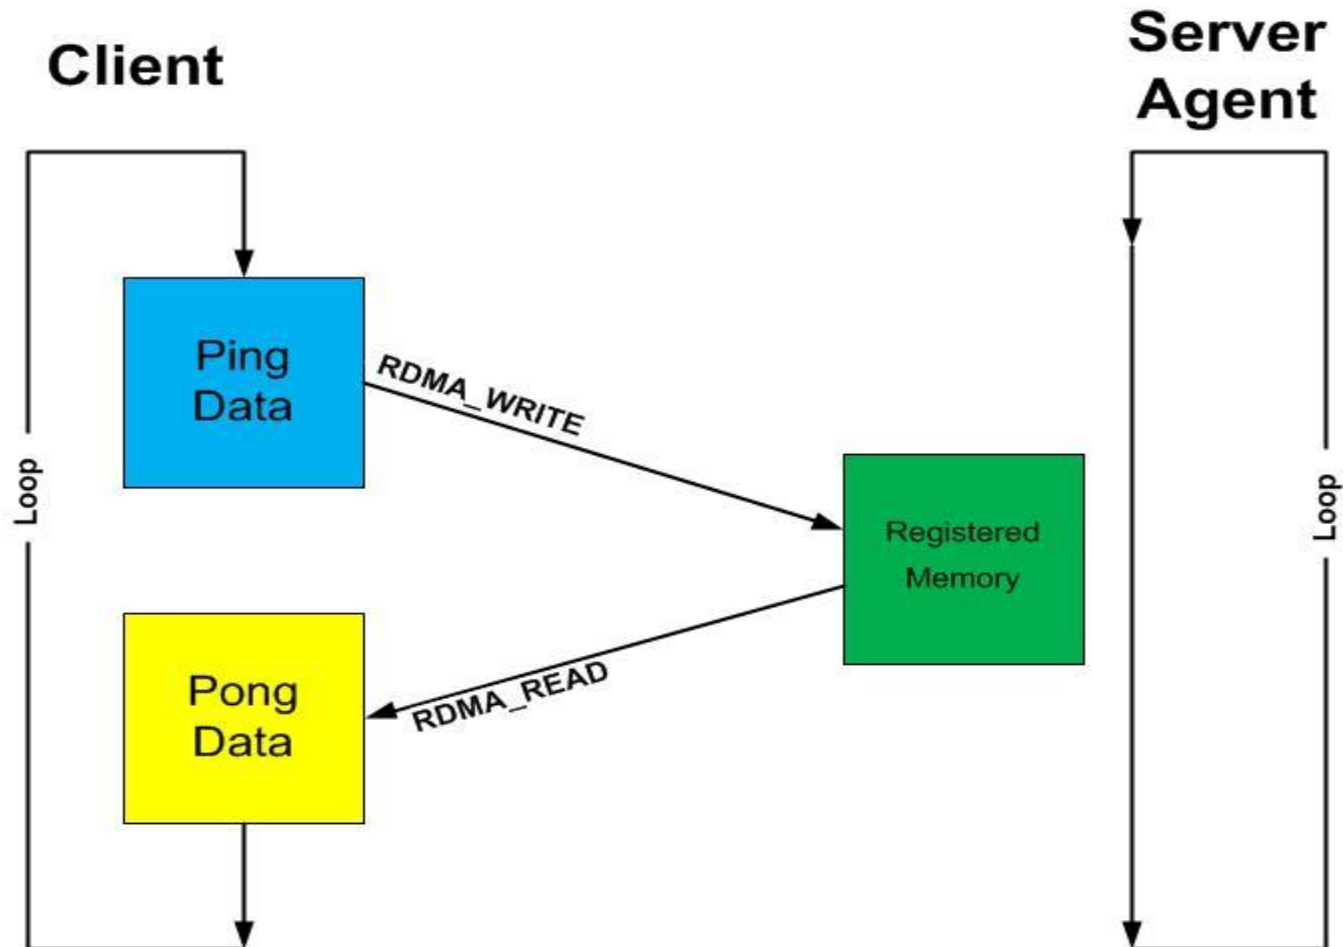 Client
Server
Agent
Ping
Data
RDMA_WRITE
Loop
Registered
Memory
Loop
Pong
Data
RDMA_READ